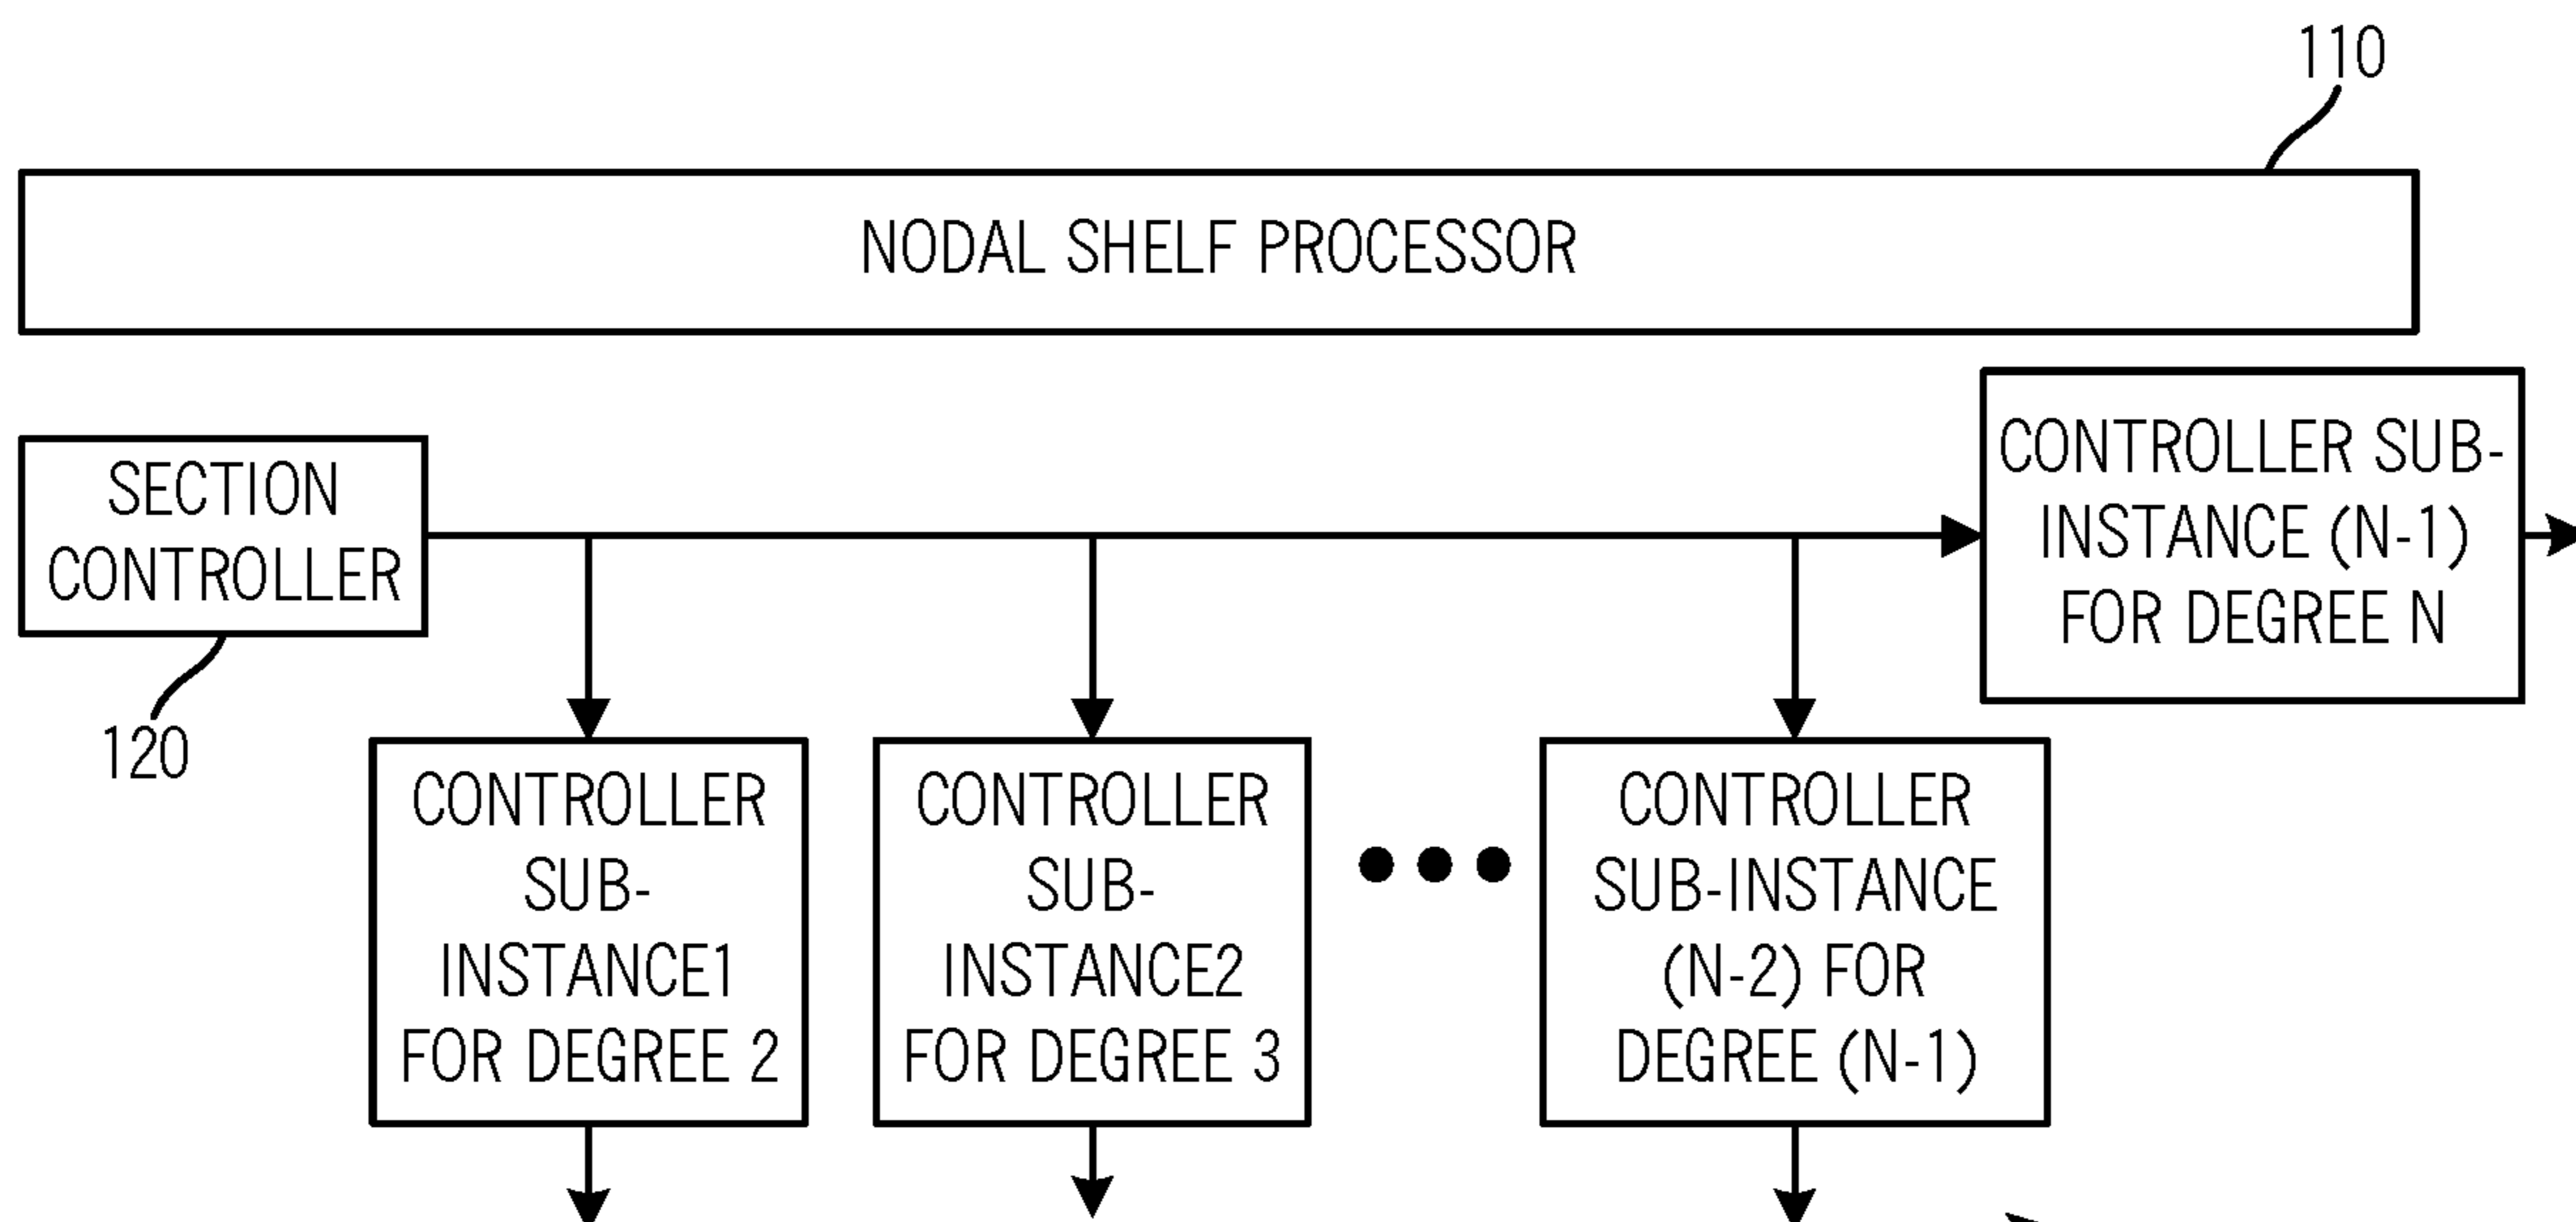 110
NODAL SHELF PROCESSOR
SECTION
CONTROLLER
120
CONTROLLER SUB-
INSTANCE (N-1)
FOR DEGREE N
CONTROLLER
SUB-
INSTANCE1
FOR DEGREE 2
CONTROLLER
SUB-
INSTANCE2
FOR DEGREE 3
CONTROLLER
SUB-INSTANCE
(N-2) FOR
DEGREE (N-1)